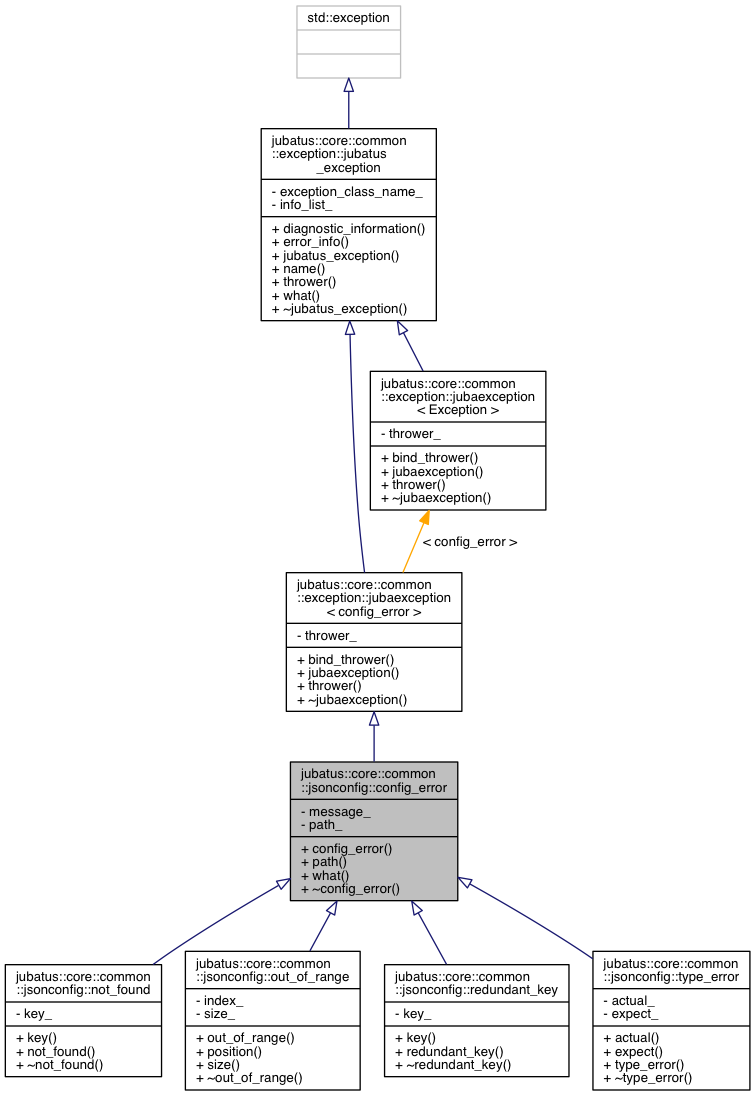 std::exception
jubatus::core::common
::exception::jubatus
_exception
- exception_class_name_
- info_list_
+ diagnostic_information()
+ error_info()
+ jubatus_exception()
+ name()
+ thrower()
+ what()
+ ~jubatus_exception()
jubatus::core::common
::exception::jubaexception
< Exception >
- thrower_
+ bind_thrower()
+ jubaexception()
+ thrower()
+ ~jubaexception()
< config_error >
jubatus::core::common
::exception::jubaexception
< config_error >
- thrower_
+ bind_thrower()
+ jubaexception()
+ thrower()
+ ~jubaexception()
jubatus::core::common
::jsonconfig::config_error
- message_
- path_
+ config_error()
+ path()
+ what()
+ ~config_error()
jubatus::core::common
::jsonconfig::not_found
- key_
+ key()
+ not_found()
+ ~not_found()
jubatus::core::common
::jsonconfig::out_of_range
- index_
- size_
+ out_of_range()
+ position()
+ size()
+ ~out_of_range()
jubatus::core::common
::jsonconfig::redundant_key
- key_
+ key()
+ redundant_key()
+ ~redundant_key()
jubatus::core::common
::jsonconfig::type_error
- actual_
- expect_
+ actual()
+ expect()
+ type_error()
+ ~type_error()